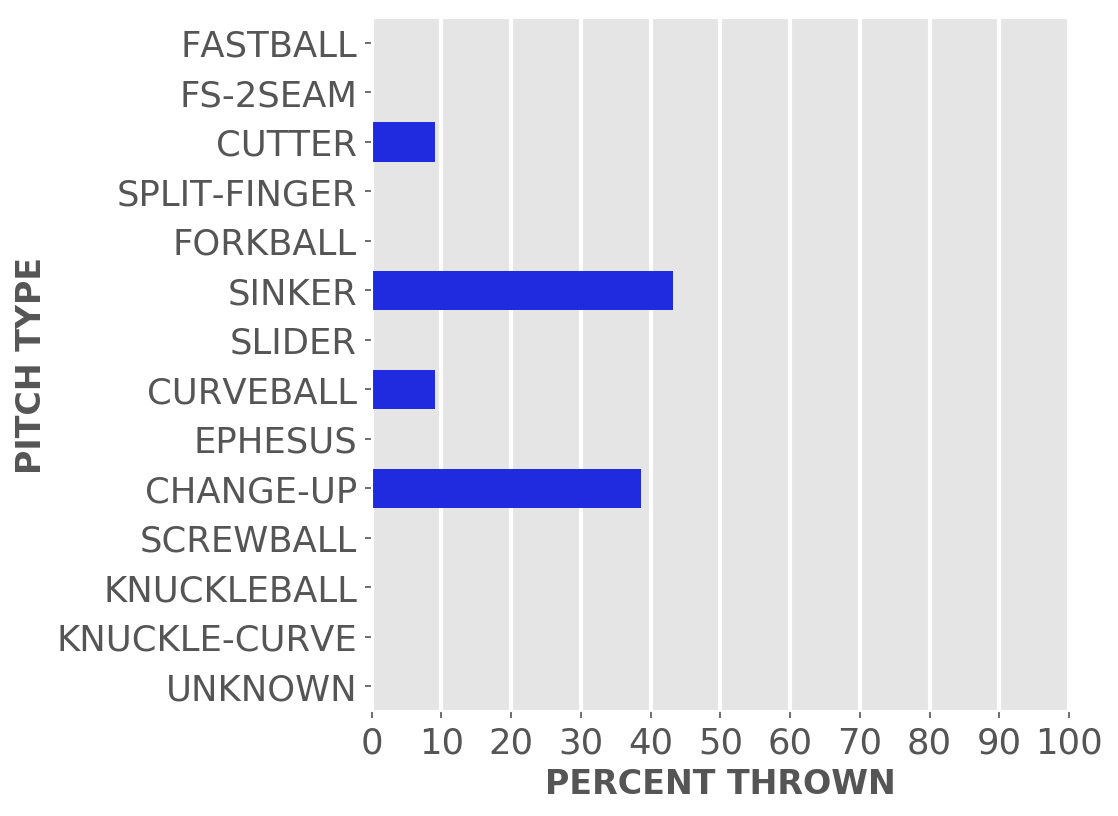 FASTBALL
FS-2SEAM
CUTTER
SPLIT-FINGER
FORKBALL
SINKER
SLIDER
CURVEBALL
EPHESUS
CHANGE-UP
SCREWBALL
KNUCKLEBALL
KNUCKLE-CURVE
UNKNOWN
PITCH TYPE
0 10 20 30 40 50 60 70 80 90 100
PERCENT THROWN